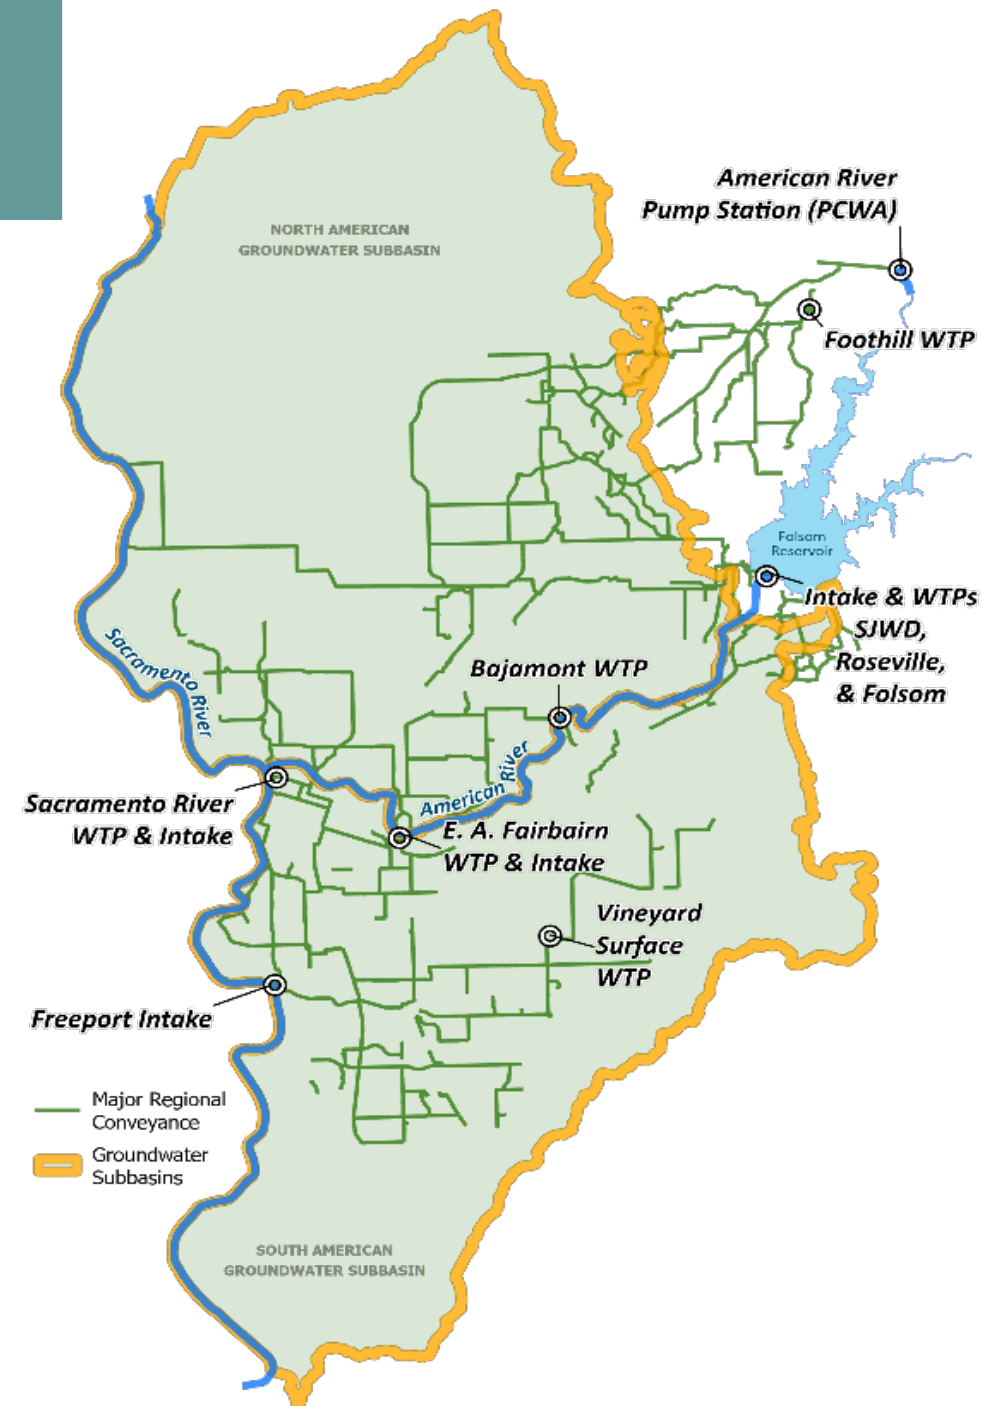 American River
Pump Station (PCWA)
NORTH AMERICAN
GROUNDWATER SUBBASIN
Foothill WTP
Folsom
Reservoir
Intake & WTPs
SJWD,
Roseville,
& Folsom
Sacramento River
Bajamont WTP
American River
Sacramento River
WTP & Intake
E. A. Fairbairn
WTP & Intake
Vineyard
Surface
WTP
Freeport Intake
Major Regional
Conveyance
Groundwater
Subbasins
SOUTH AMERICAN
GROUNDWATER SUBBASIN